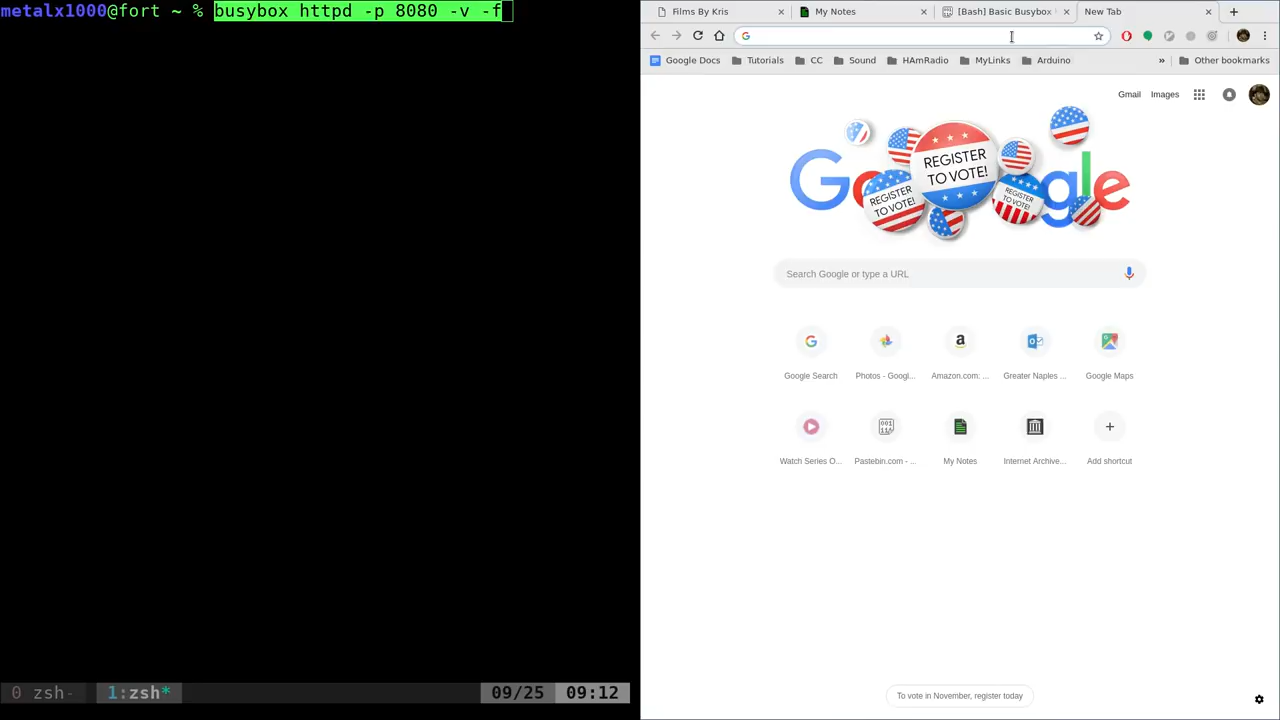 metalx1000@fort ~ % busybox httpd -p 8080 -v -f
0 zsh- 1:zsh* 09/25 09:12
Films By Kris
My Notes
[Bash] Basic Busybox
New Tab
Google Docs Tutorials CC Sound HAmRadio MyLinks Arduino » Other bookmarks
Gmail Images
Google
REGISTER TO VOTE!
REGISTER TO VOTE!
REGISTER TO VOTE!
Search Google or type a URL
Google Search Photos - Googl... Amazon.com: ... Greater Naples ... Google Maps
Watch Series O... Pastebin.com - ... My Notes Internet Archive... Add shortcut
To vote in November, register today